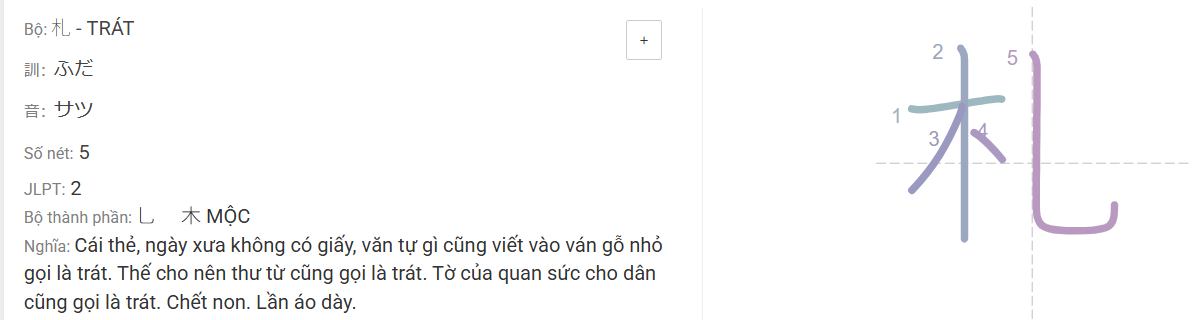 Bộ: 札 - TRÁT
+
訓: ふだ
音: サツ
Số nét: 5
JLPT: 2
Bộ thành phần: 乚 木 MỘC
Nghĩa: Cái thẻ, ngày xưa không có giấy, văn tự gì cũng viết vào ván gỗ nhỏ
gọi là trát. Thế cho nên thư từ cũng gọi là trát. Tờ của quan sức cho dân
cũng gọi là trát. Chết non. Lần áo dày.
札
1
2
3
4
5